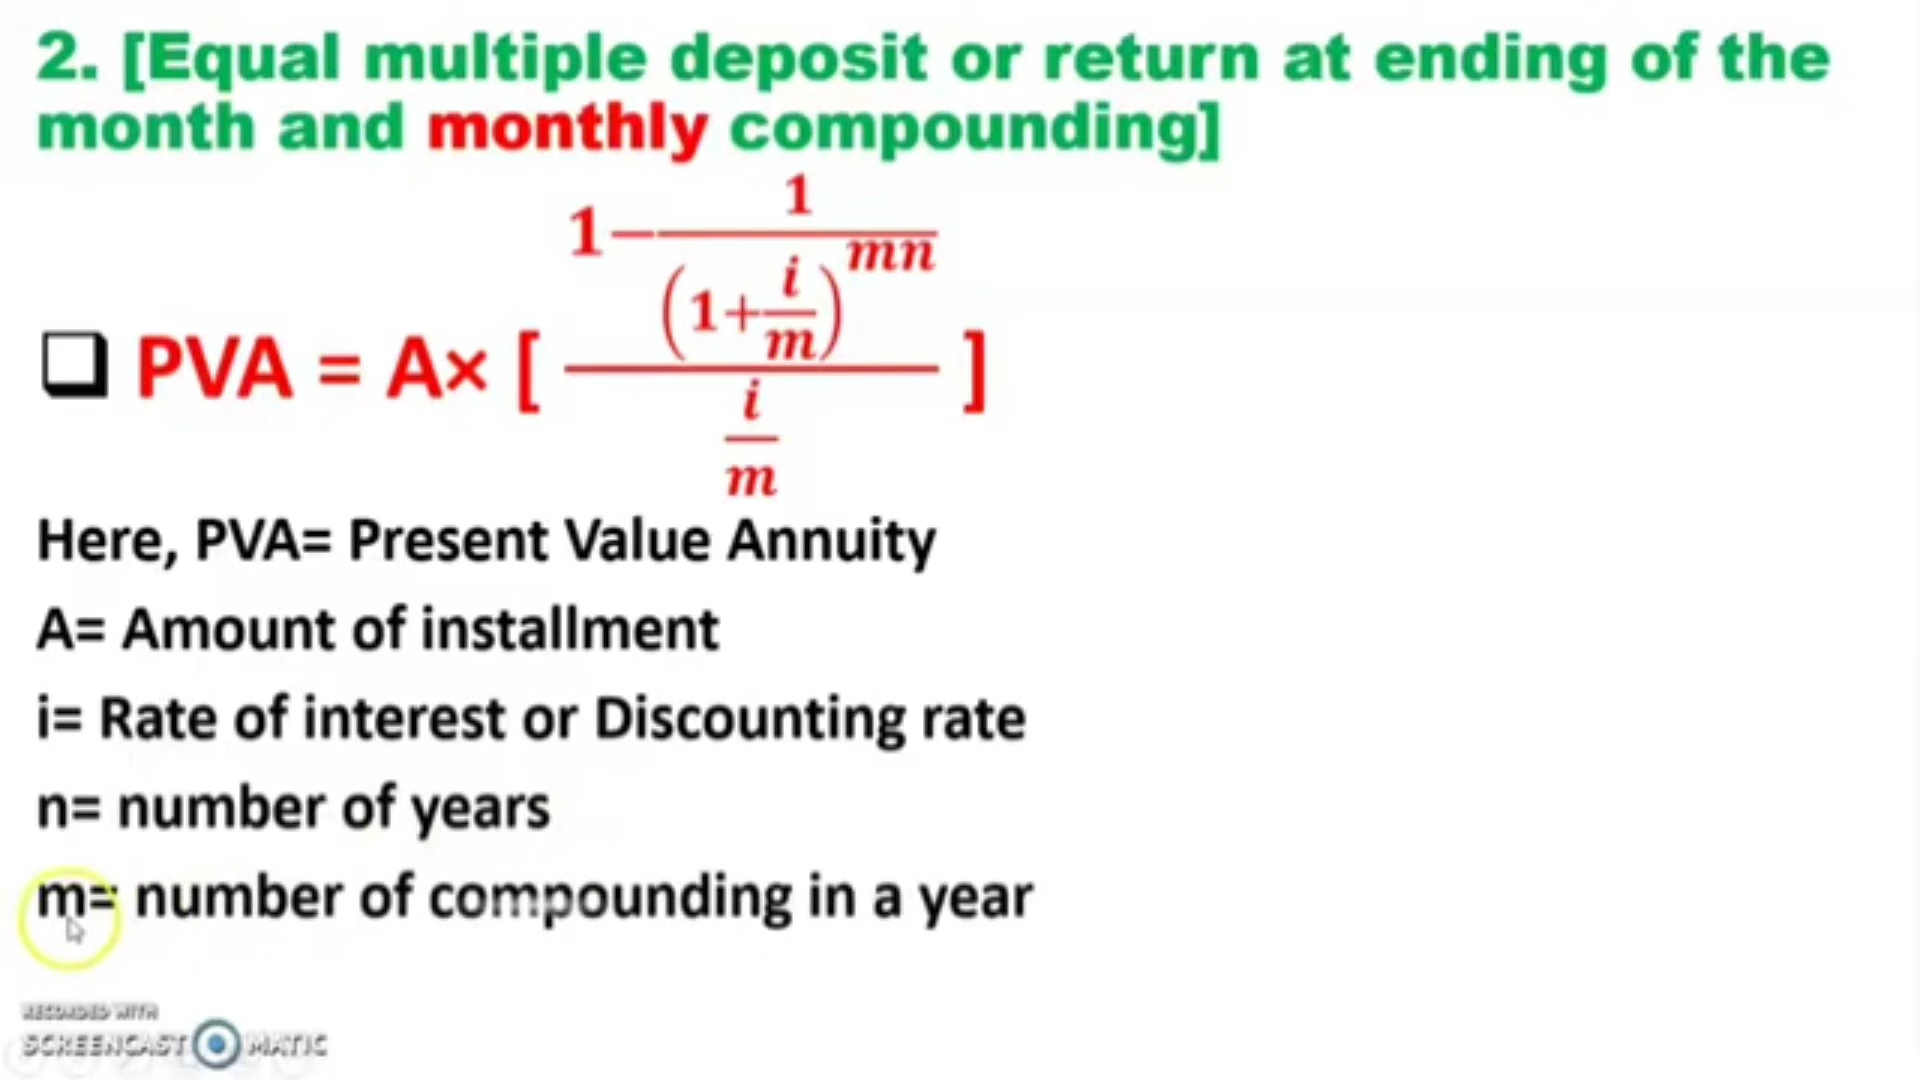 2. [Equal multiple deposit or return at ending of the
month and monthly compounding]
❑ PVA = A× [ (1 − 1/(1+i/m)^mn) / (i/m) ]
Here, PVA= Present Value Annuity
A= Amount of installment
i= Rate of interest or Discounting rate
n= number of years
m= number of compounding in a year
RECORDED WITH
SCREENCAST MATIC